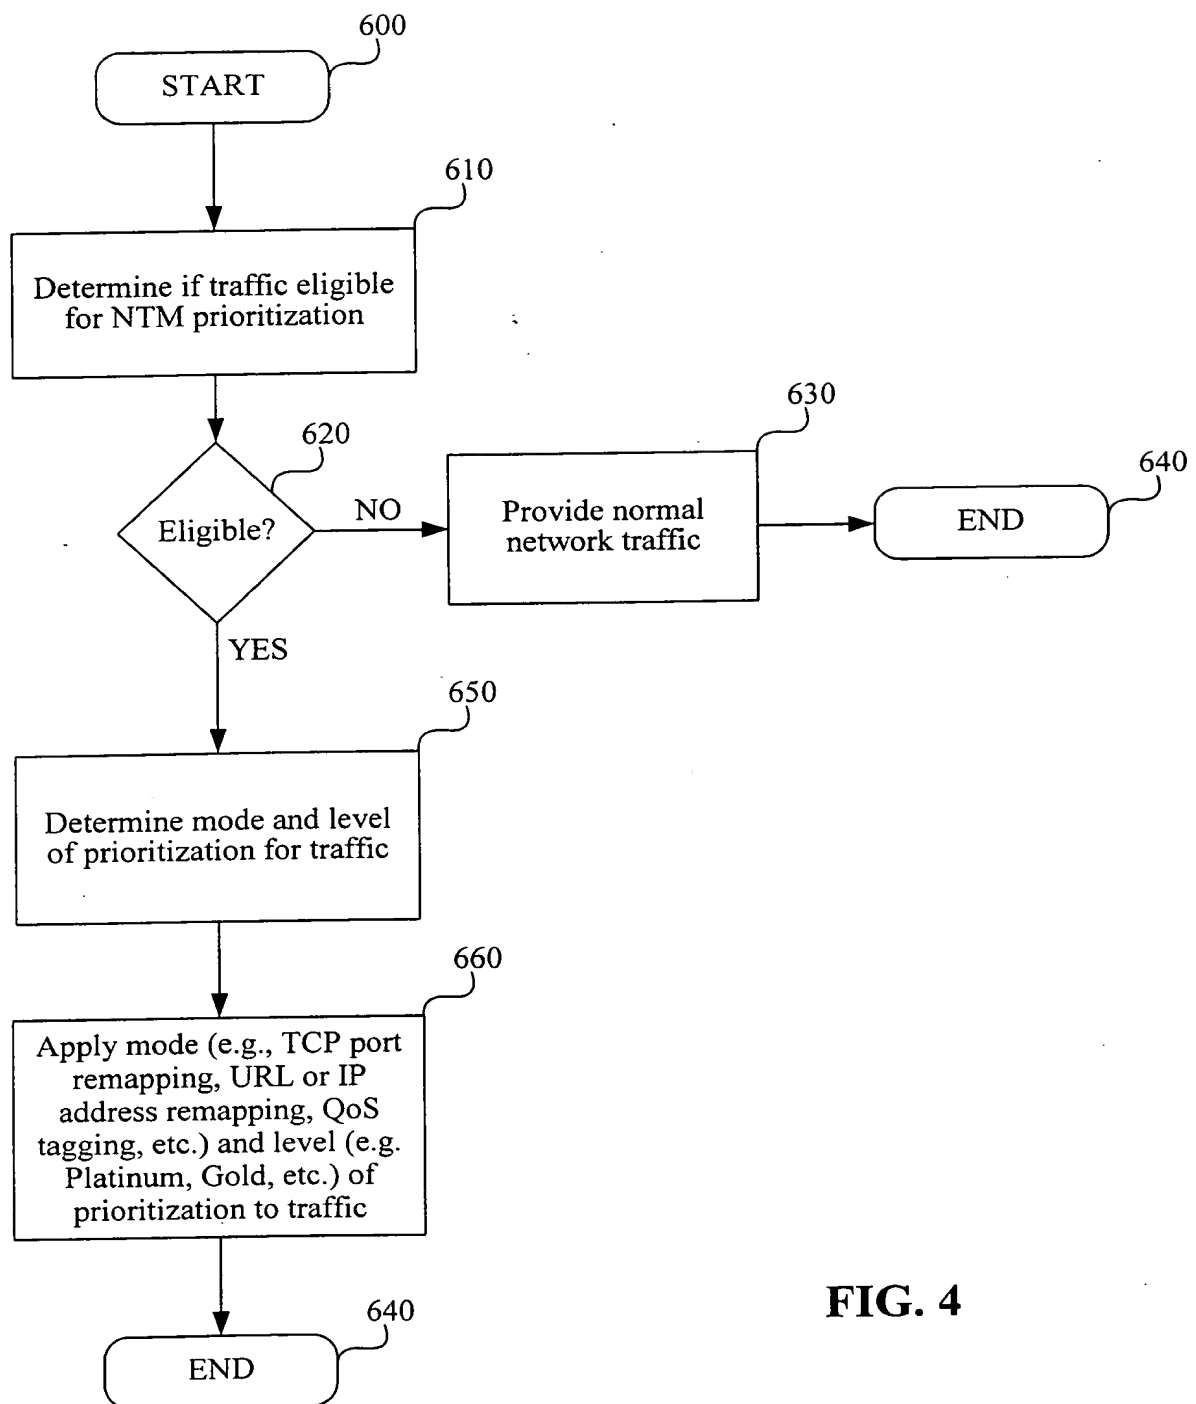 600
START
610
Determine if traffic eligible
for NTM prioritization
620
Eligible?
NO
630
Provide normal
network traffic
640
END
YES
650
Determine mode and level
of prioritization for traffic
660
Apply mode (e.g., TCP port
remapping, URL or IP
address remapping, QoS
tagging, etc.) and level (e.g.
Platinum, Gold, etc.) of
prioritization to traffic
640
END
FIG. 4